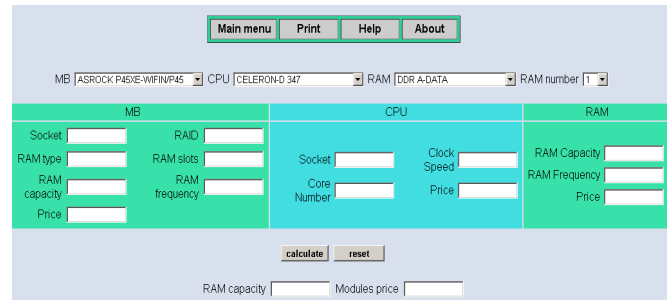 Main menu Print Help About
MB ASROCK P45XE-WIFIN/P45 CPU CELERON-D 347 RAM DDR A-DATA RAM number 1
MB CPU RAM
Socket RAID
RAM type RAM slots
RAM capacity RAM frequency
Price
Socket Clock Speed
Core Number Price
RAM Capacity
RAM Frequency
Price
calculate reset
RAM capacity Modules price